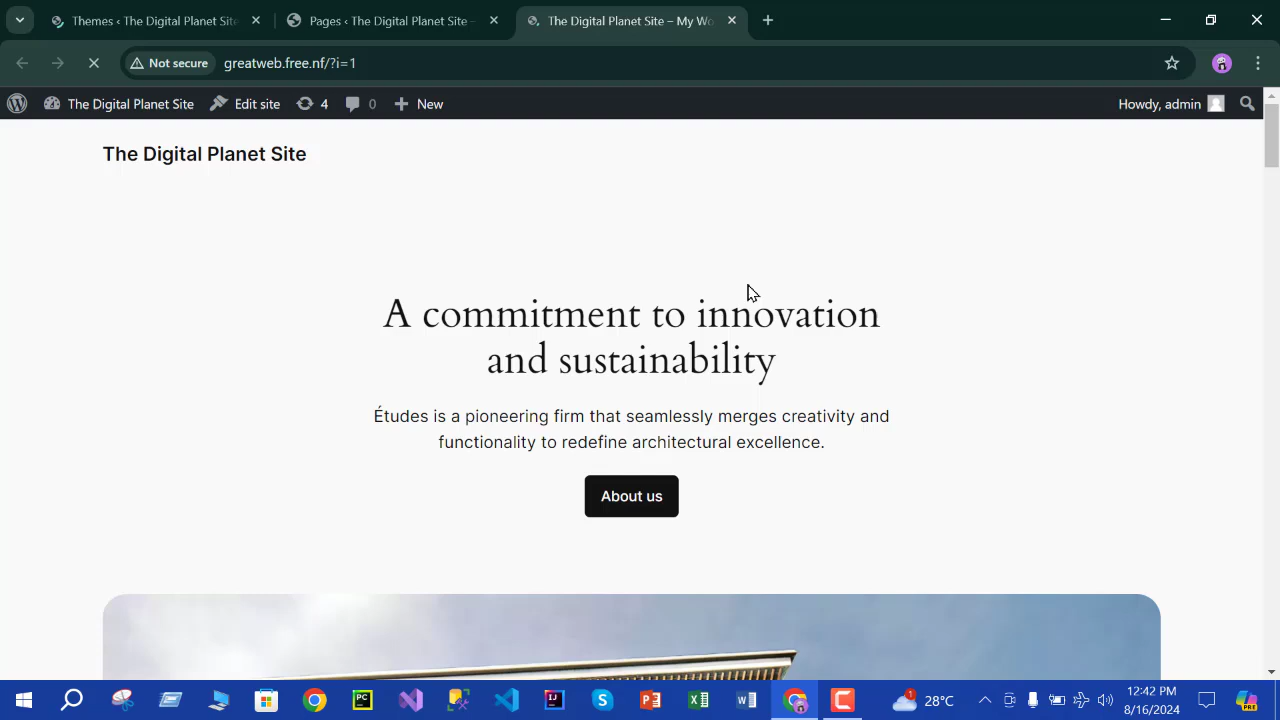 Themes ‹ The Digital Planet Site
Pages ‹ The Digital Planet Site –
The Digital Planet Site – My Wo
Not secure
greatweb.free.nf/?i=1
The Digital Planet Site
Edit site
4
0
New
Howdy, admin
The Digital Planet Site
A commitment to innovation
and sustainability
Études is a pioneering firm that seamlessly merges creativity and
functionality to redefine architectural excellence.
About us
28°C
12:42 PM
8/16/2024